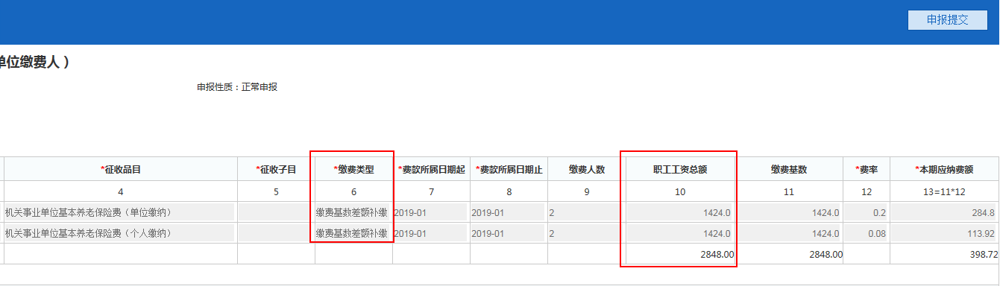 申报提交
单位缴费人）
申报性质：正常申报
*征收品目 *征收子目 *缴费类型 *费款所属日期起 *费款所属日期止 缴费人数 职工工资总额 缴费基数 *费率 *本期应纳费额
4 5 6 7 8 9 10 11 12 13=11*12
机关事业单位基本养老保险费（单位缴纳） 缴费基数差额补缴 2019-01 2019-01 2 1424.0 1424.0 0.2 284.8
机关事业单位基本养老保险费（个人缴纳） 缴费基数差额补缴 2019-01 2019-01 2 1424.0 1424.0 0.08 113.92
2848.00 2848.00 398.72